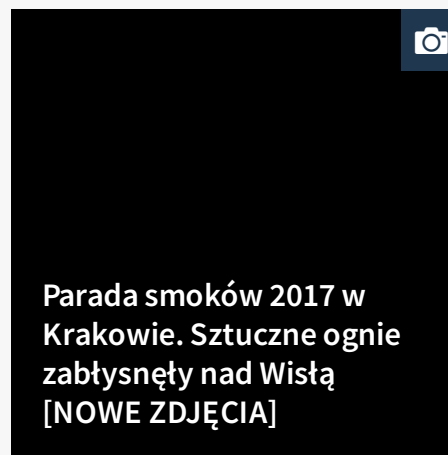 Parada smoków 2017 w
Krakowie. Sztuczne ognie
zabłysnęły nad Wisłą
[NOWE ZDJĘCIA]